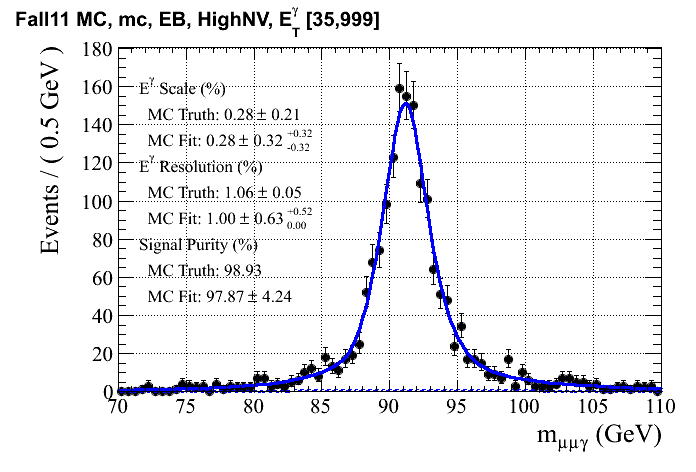 Fall11 MC, mc, EB, HighNV, E_T^γ [35,999]
Events / ( 0.5 GeV )
180
160
140
120
100
80
60
40
20
0
E^γ Scale (%)
MC Truth: 0.28 ± 0.21
MC Fit: 0.28 ± 0.32 +0.32 -0.32
E^γ Resolution (%)
MC Truth: 1.06 ± 0.05
MC Fit: 1.00 ± 0.63 +0.52 0.00
Signal Purity (%)
MC Truth: 98.93
MC Fit: 97.87 ± 4.24
70 75 80 85 90 95 100 105 110
m_μμγ (GeV)